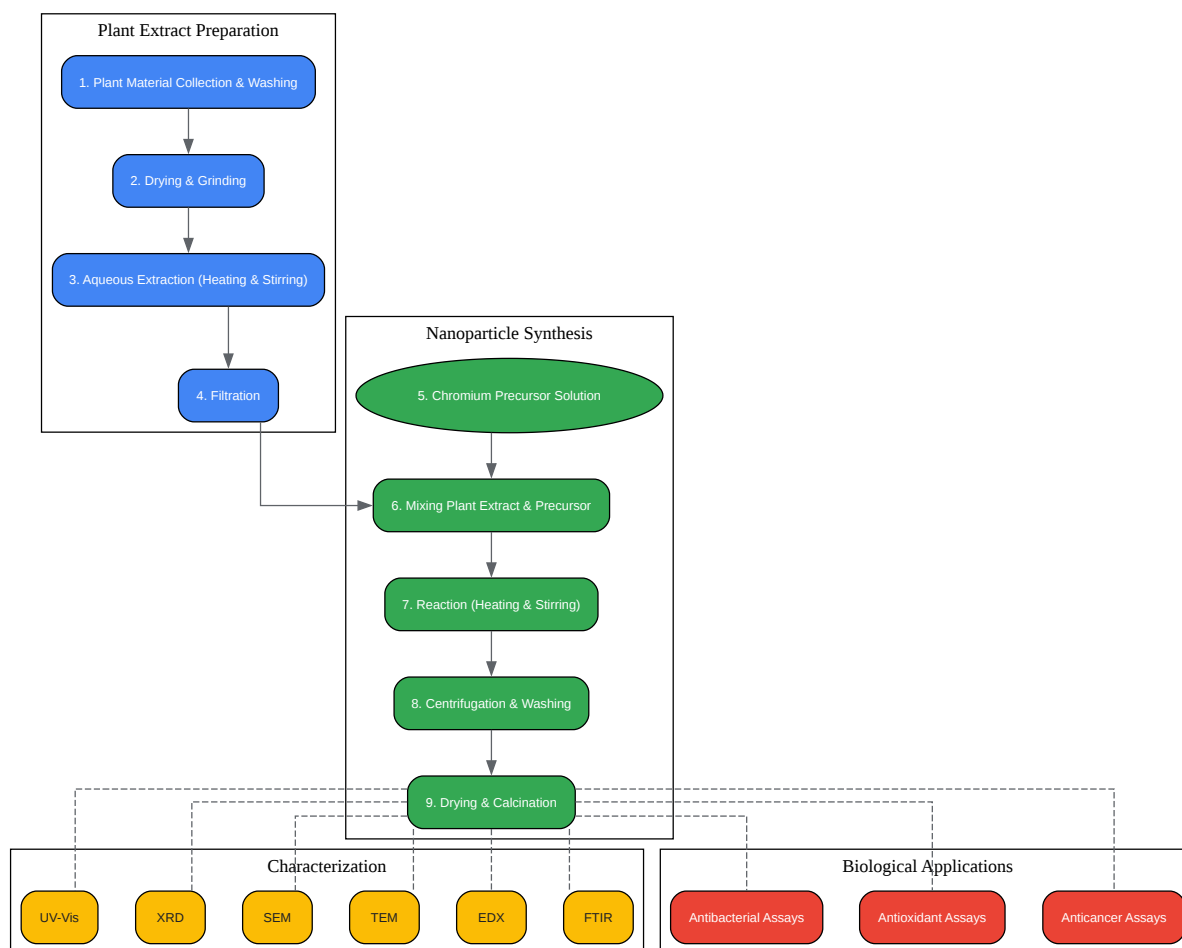 Plant Extract Preparation
1. Plant Material Collection & Washing
2. Drying & Grinding
3. Aqueous Extraction (Heating & Stirring)
4. Filtration
Nanoparticle Synthesis
5. Chromium Precursor Solution
6. Mixing Plant Extract & Precursor
7. Reaction (Heating & Stirring)
8. Centrifugation & Washing
9. Drying & Calcination
Characterization
UV-Vis
XRD
SEM
TEM
EDX
FTIR
Biological Applications
Antibacterial Assays
Antioxidant Assays
Anticancer Assays